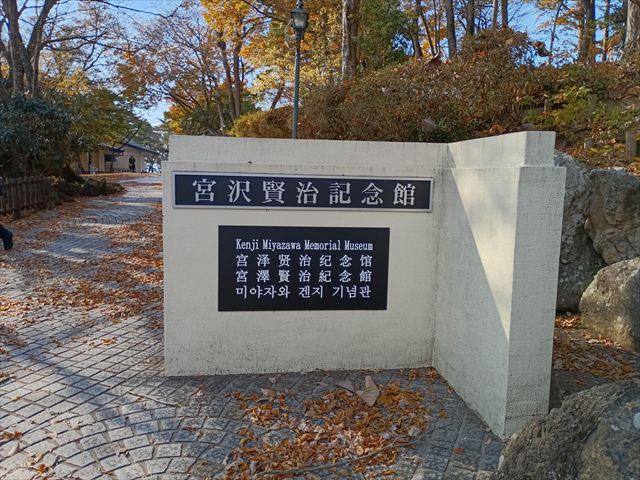 宮沢賢治記念館
Kenji Miyazawa Memorial Museum
宫泽贤治纪念馆
宮澤賢治紀念館
미야자와 겐지 기념관